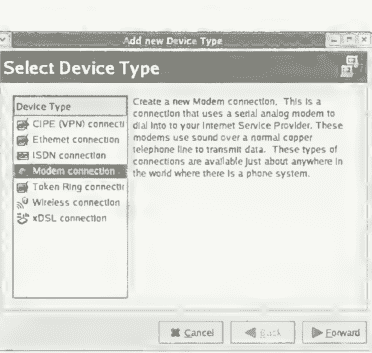 Add new Device Type
Select Device Type
Device Type
CIPE (VPN) connecti
Ethernet connection
ISDN connection
Modem connection
Token Ring connecti
Wireless connection
xDSL connection
Create a new Modem connection. This is a
connection that uses a serial analog modem to
dial into to your Internet Service Provider. These
modems use sound over a normal copper
telephone line to transmit data. These types of
connections are available just about anywhere in
the world where there is a phone system.
Cancel
Back
Forward